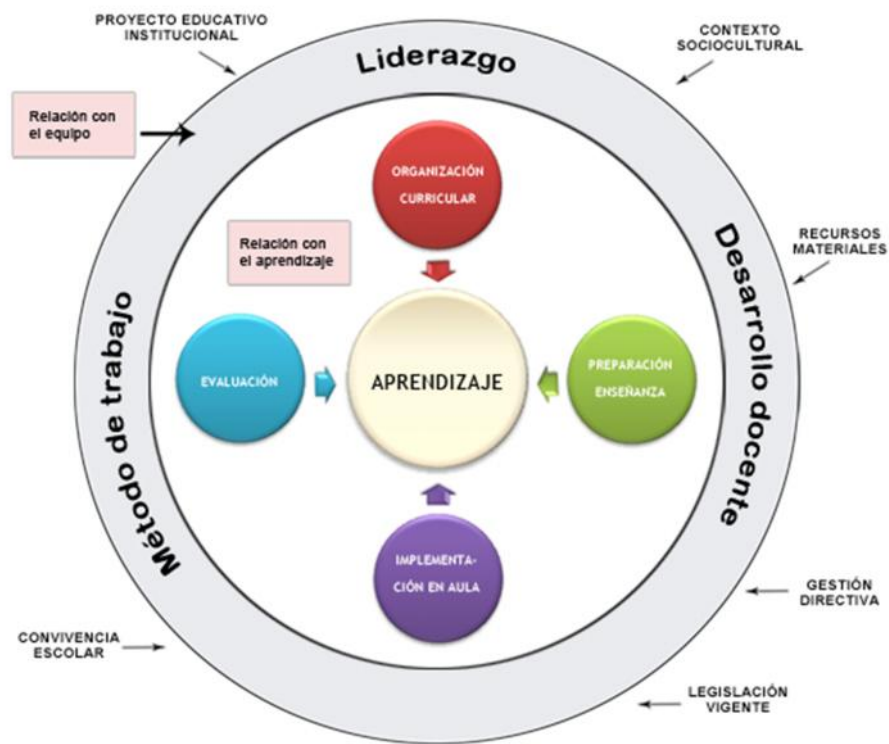 PROYECTO EDUCATIVO
INSTITUCIONAL
CONTEXTO
SOCIOCULTURAL
Liderazgo
Relación con
el equipo
ORGANIZACIÓN
CURRICULAR
Relación con
el aprendizaje
RECURSOS
MATERIALES
Método de trabajo
Desarrollo docente
EVALUACIÓN
APRENDIZAJE
PREPARACIÓN
ENSEÑANZA
IMPLEMENTA-
CIÓN EN AULA
GESTIÓN
DIRECTIVA
CONVIVENCIA
ESCOLAR
LEGISLACIÓN
VIGENTE